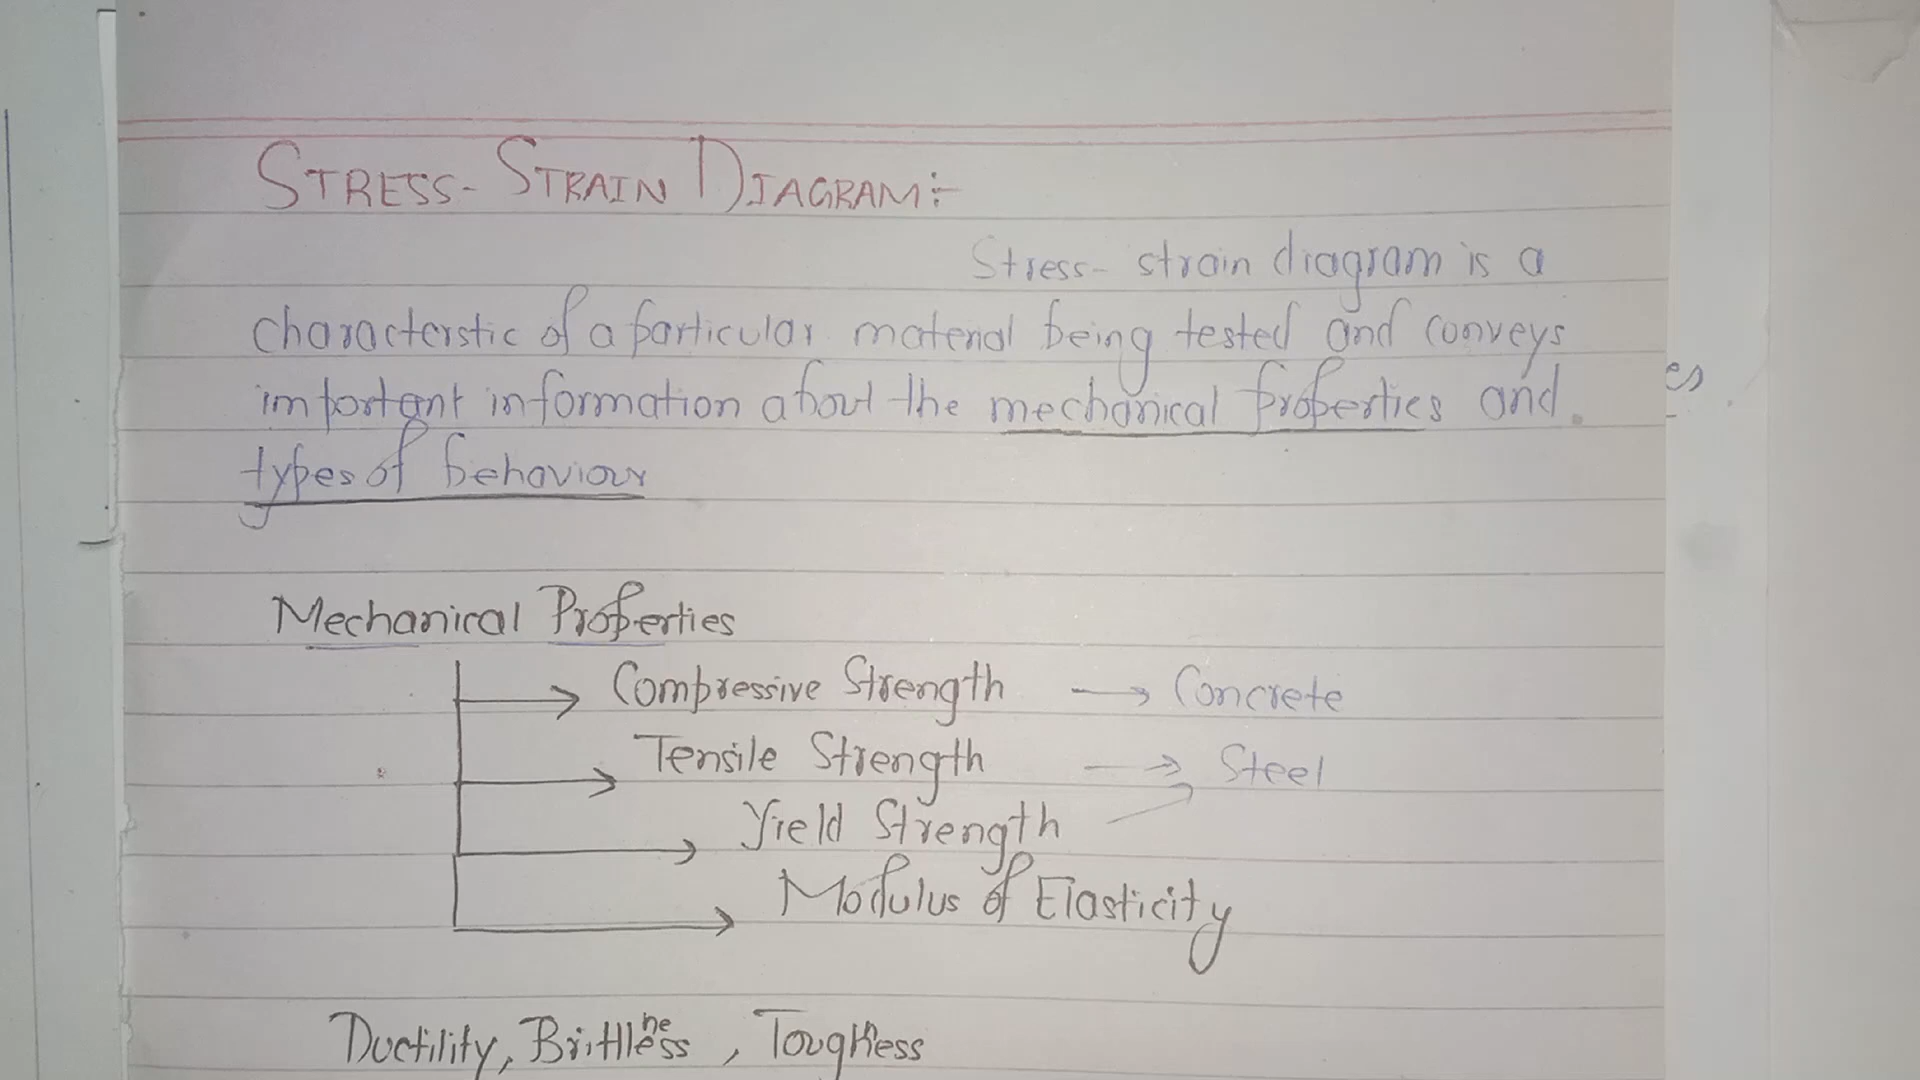 STRESS- STRAIN DIAGRAM:-
Stress- strain diagram is a
characterstic of a particular material being tested and conveys
important information about the mechanical properties and
types of behaviour
es
Mechanical Properties
Compressive Strength → Concrete
Tensile Strength → Steel
Yield Strength
Modulus of Elasticity
Ductility, Brittleness, Toughness